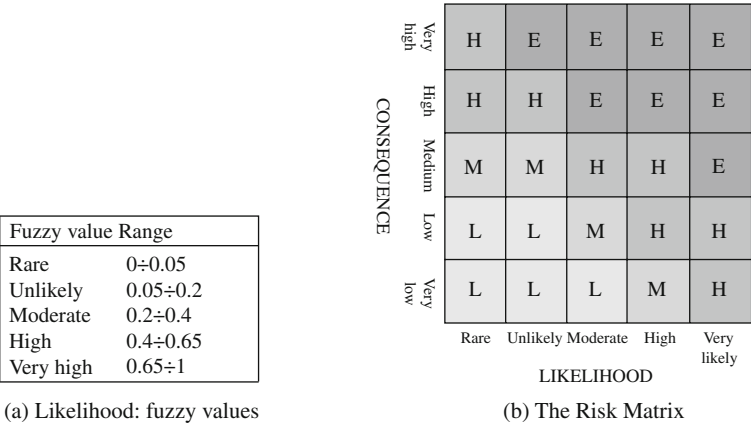 Fuzzy value Range
Rare 0÷0.05
Unlikely 0.05÷0.2
Moderate 0.2÷0.4
High 0.4÷0.65
Very high 0.65÷1
(a) Likelihood: fuzzy values
CONSEQUENCE
Very
high
H E E E E
High
H H E E E
Medium
M M H H E
Low
L L M H H
Very
low
L L L M H
Rare Unlikely Moderate High Very
likely
LIKELIHOOD
(b) The Risk Matrix